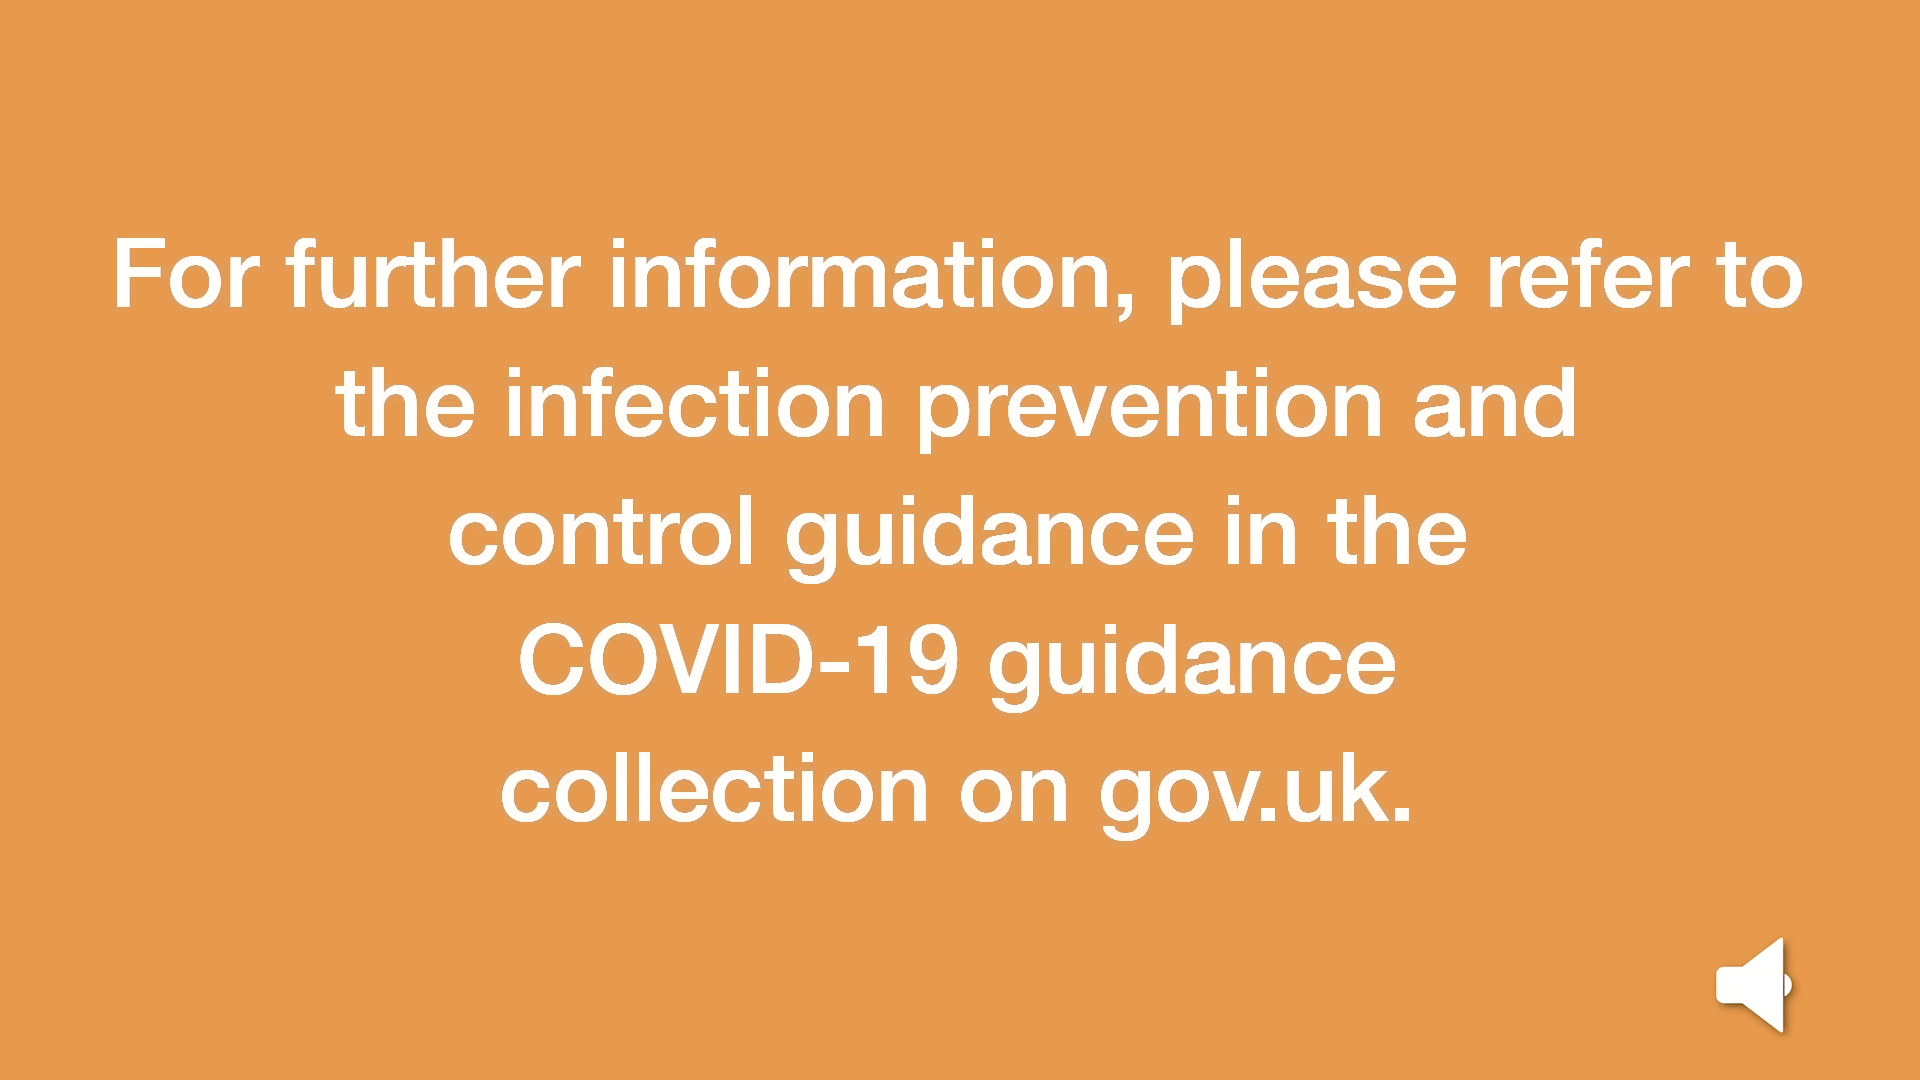 For further information, please refer to
the infection prevention and
control guidance in the
COVID-19 guidance
collection on gov.uk.